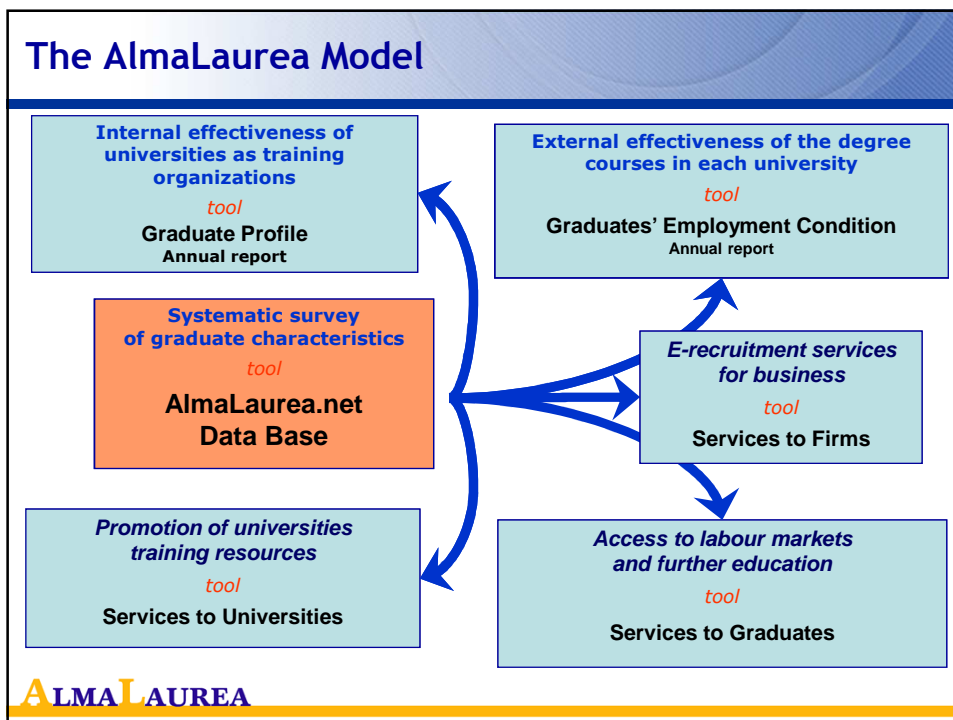 The AlmaLaurea Model
Internal effectiveness of
universities as training
organizations
tool
Graduate Profile
Annual report
External effectiveness of the degree
courses in each university
tool
Graduates’ Employment Condition
Annual report
Systematic survey
of graduate characteristics
tool
AlmaLaurea.net
Data Base
E-recruitment services
for business
tool
Services to Firms
Promotion of universities
training resources
tool
Services to Universities
Access to labour markets
and further education
tool
Services to Graduates
ALMALAUREA